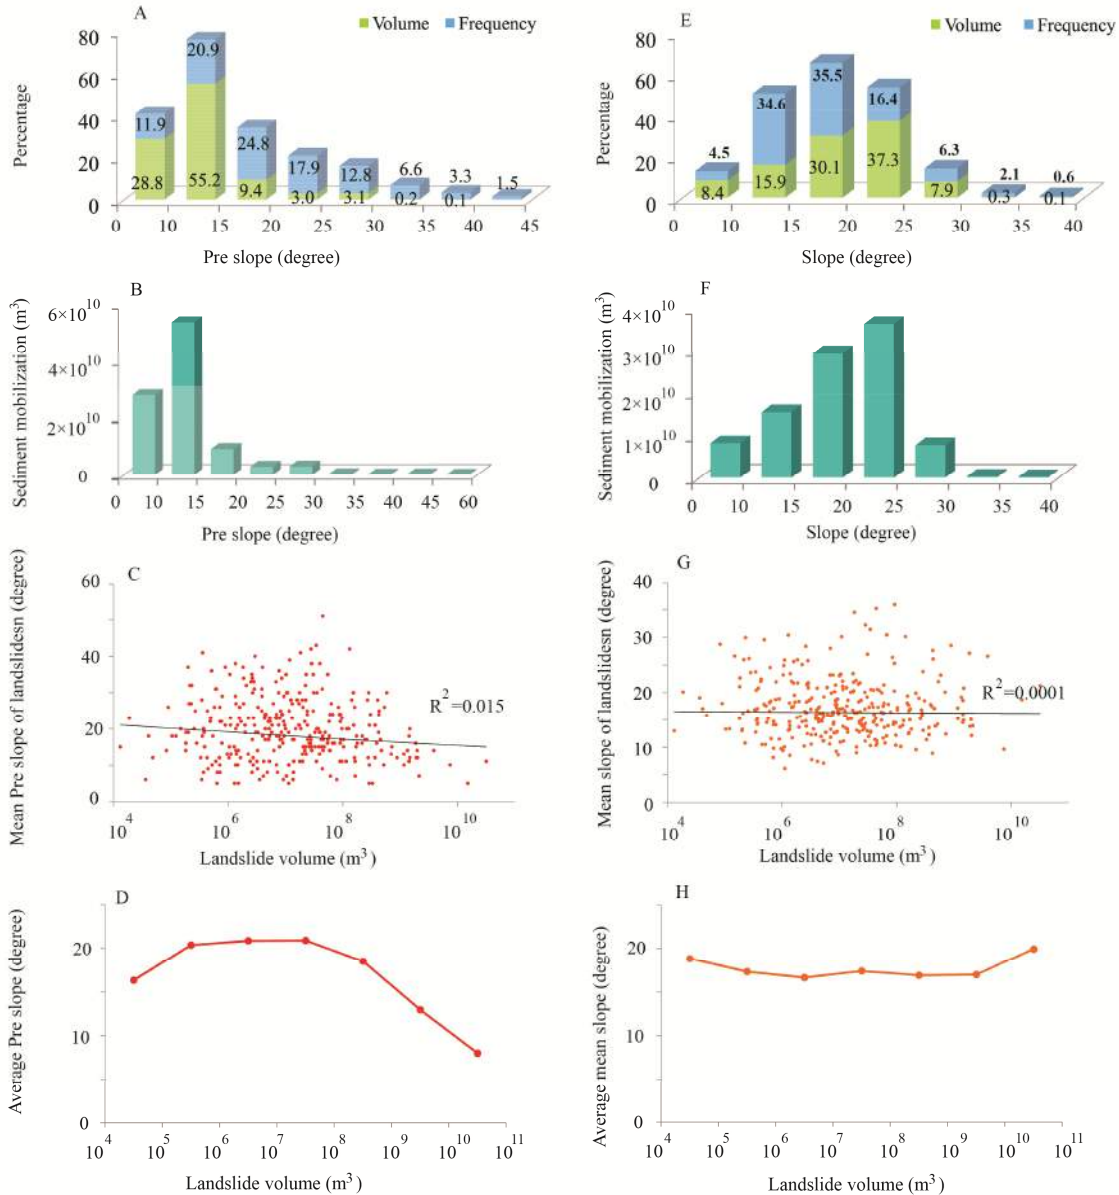 A
Volume Frequency
Percentage
80
60
40
20
0
11.9 20.9 24.8 17.9 12.8 6.6 3.3 1.5
28.8 55.2 9.4 3.0 3.1 0.2 0.1
0 10 15 20 25 30 35 40 45
Pre slope (degree)
E
Volume Frequency
Percentage
80
60
40
20
0
4.5 34.6 35.5 16.4 6.3 2.1 0.6
8.4 15.9 30.1 37.3 7.9 0.3 0.1
0 10 15 20 25 30 35 40
Slope (degree)
B
Sediment mobilization (m³)
6×10¹⁰
4×10¹⁰
2×10¹⁰
0
0 10 15 20 25 30 35 40 45 60
Pre slope (degree)
F
Sediment mobilization (m³)
4×10¹⁰
3×10¹⁰
2×10¹⁰
1×10¹⁰
0
0 10 15 20 25 30 35 40
Slope (degree)
C
Mean Pre slope of landslidesn (degree)
60
40
20
0
R²=0.015
10⁴ 10⁶ 10⁸ 10¹⁰
Landslide volume (m³)
G
Mean slope of landslidesn (degree)
40
30
20
10
0
R²=0.0001
10⁴ 10⁶ 10⁸ 10¹⁰
Landslide volume (m³)
D
Average Pre slope (degree)
20
10
0
10⁴ 10⁵ 10⁶ 10⁷ 10⁸ 10⁹ 10¹⁰ 10¹¹
Landslide volume (m³)
H
Average mean slope (degree)
20
10
0
10⁴ 10⁵ 10⁶ 10⁷ 10⁸ 10⁹ 10¹⁰ 10¹¹
Landslide volume (m³)